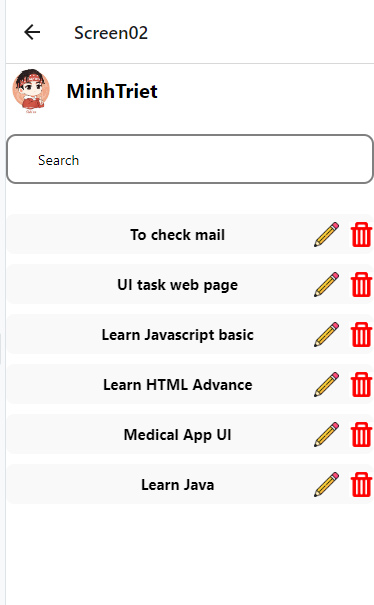 Screen02
MinhTriet
Search
To check mail
UI task web page
Learn Javascript basic
Learn HTML Advance
Medical App UI
Learn Java